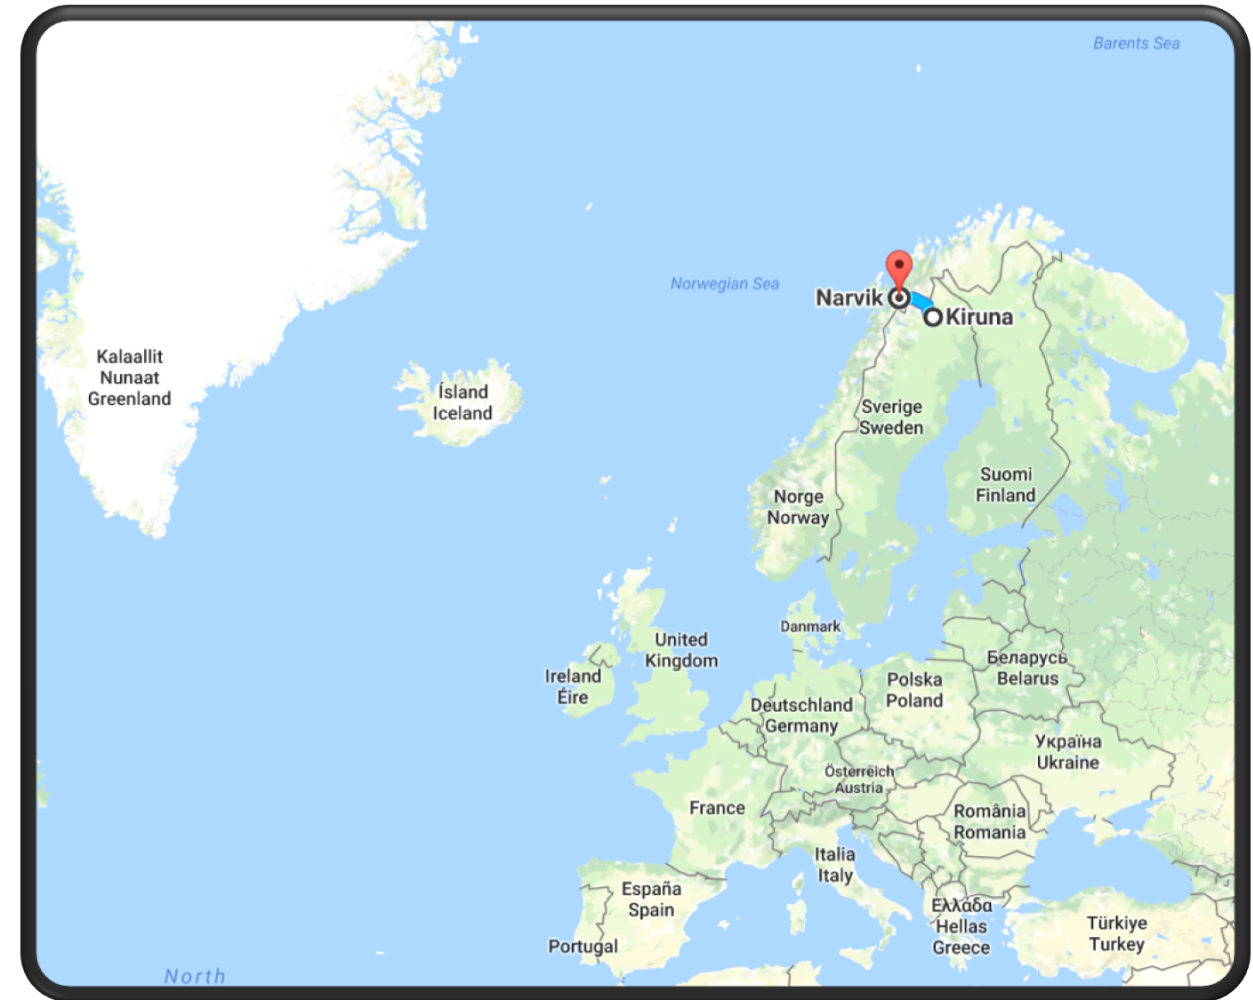 Barents Sea
Norwegian Sea
Narvik
Kiruna
Kalaallit
Nunaat
Greenland
Ísland
Iceland
Sverige
Sweden
Suomi
Finland
Norge
Norway
Danmark
United
Kingdom
Беларусь
Belarus
Ireland
Éire
Polska
Poland
Deutschland
Germany
Україна
Ukraine
Österreich
Austria
France
România
Romania
Italia
Italy
España
Spain
Ελλάδα
Hellas
Greece
Türkiye
Turkey
Portugal
North